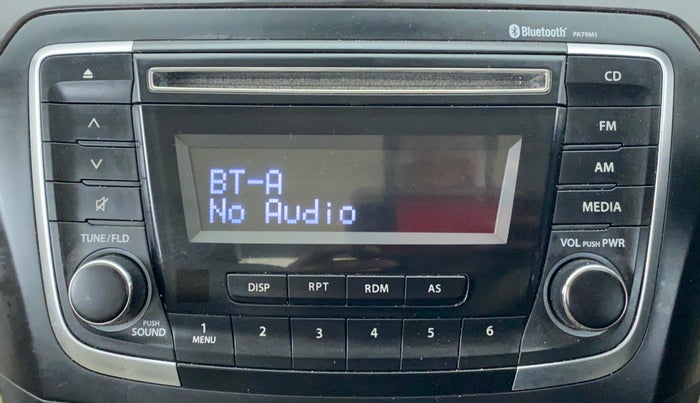 Bluetooth PA79M1
CD
FM
AM
MEDIA
BT-A
No Audio
TUNE/FLD
VOL PUSH PWR
DISP RPT RDM AS
PUSH
SOUND
1 2 3 4 5 6
MENU